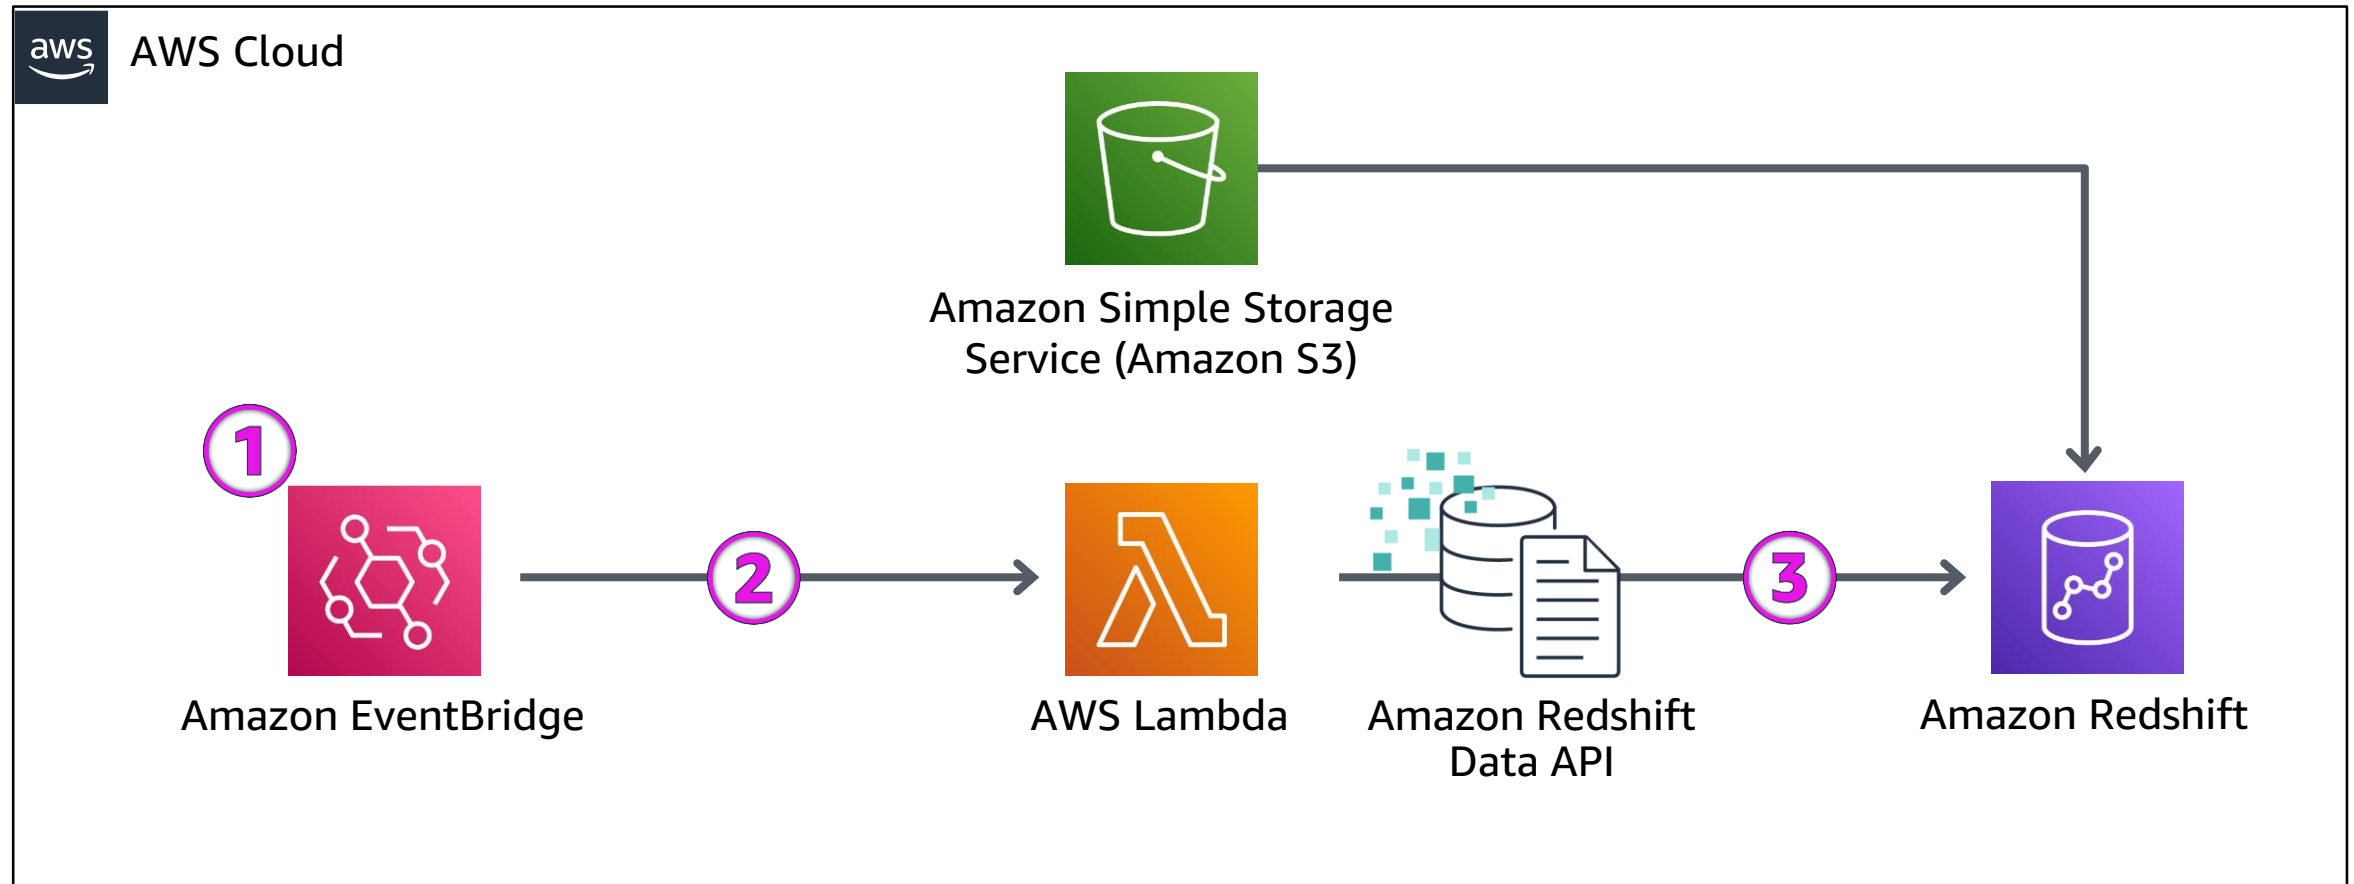 aws
AWS Cloud
Amazon Simple Storage
Service (Amazon S3)
1
2
3
Amazon EventBridge
AWS Lambda
Amazon Redshift
Data API
Amazon Redshift